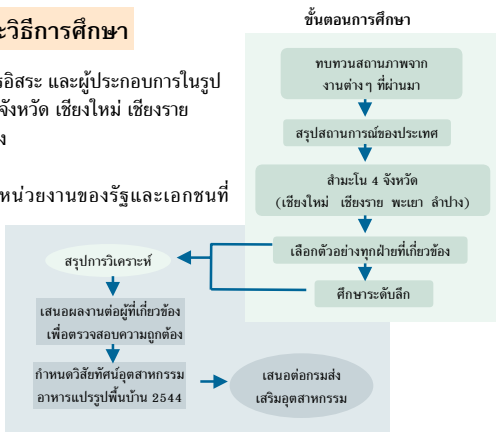 ะวิธีการศึกษา
รอิสระ และผู้ประกอบการในรูป
จังหวัด เชียงใหม่ เชียงราย
ง
หน่วยงานของรัฐและเอกชนที่
ขั้นตอนการศึกษา
ทบทวนสถานภาพจาก
งานต่างๆ ที่ผ่านมา
สรุปสถานการณ์ของประเทศ
สำมะโน 4 จังหวัด
(เชียงใหม่ เชียงราย พะเยา ลำปาง)
เลือกตัวอย่างทุกฝ่ายที่เกี่ยวข้อง
ศึกษาระดับลึก
สรุปการวิเคราะห์
เสนอผลงานต่อผู้ที่เกี่ยวข้อง
เพื่อตรวจสอบความถูกต้อง
กำหนดวิสัยทัศน์อุตสาหกรรม
อาหารแปรรูปพื้นบ้าน 2544
เสนอต่อกรมส่ง
เสริมอุตสาหกรรม